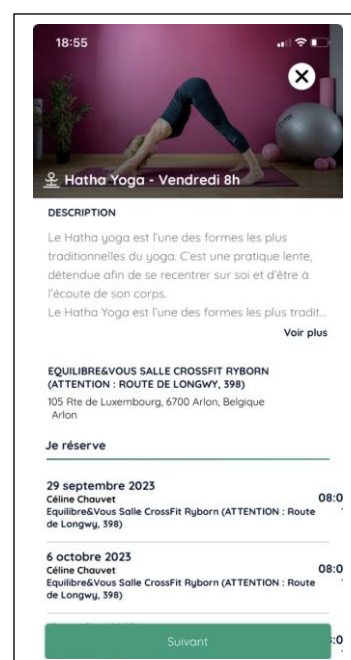 18:55
Hatha Yoga - Vendredi 8h
DESCRIPTION
Le Hatha yoga est l'une des formes les plus
traditionnelles du yoga. C'est une pratique lente,
détendue afin de se recentrer sur soi et d'être à
l'écoute de son corps.
Le Hatha Yoga est l'une des formes les plus tradit...
Voir plus
EQUILIBRE&VOUS SALLE CROSSFIT RYBORN
(ATTENTION : ROUTE DE LONGWY, 398)
105 Rte de Luxembourg, 6700 Arlon, Belgique
Arlon
Je réserve
29 septembre 2023
Céline Chauvet 08:0
Equilibre&Vous Salle CrossFit Ryborn (ATTENTION : Route
de Longwy, 398)
6 octobre 2023
Céline Chauvet 08:0
Equilibre&Vous Salle CrossFit Ryborn (ATTENTION : Route
de Longwy, 398)
Suivant